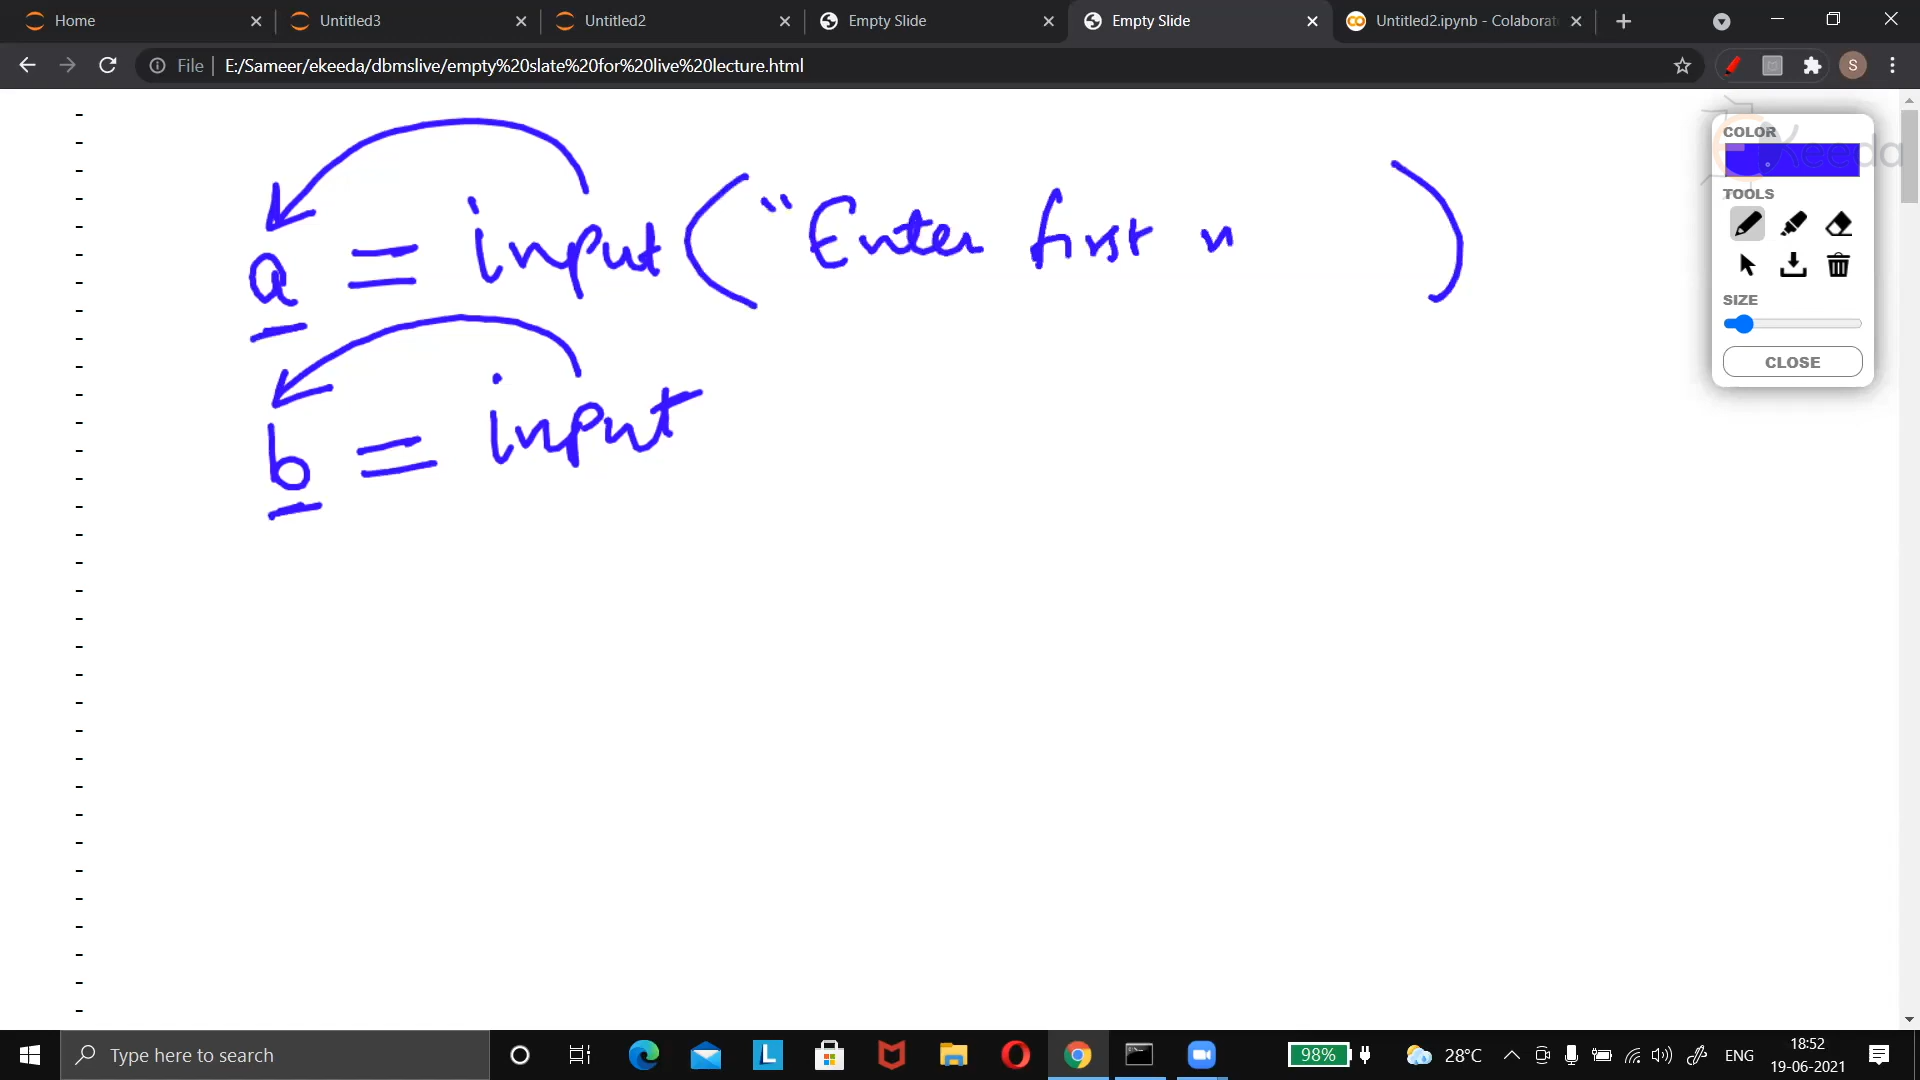 Home
Untitled3
Untitled2
Empty Slide
Empty Slide
Untitled2.ipynb - Colaborat
File
E:/Sameer/ekeeda/dbmslive/empty%20slate%20for%20live%20lecture.html
S
a = input ( " Enter first n )
b = input
COLOR
TOOLS
SIZE
CLOSE
Type here to search
98%
28°C
ENG
18:52
19-06-2021